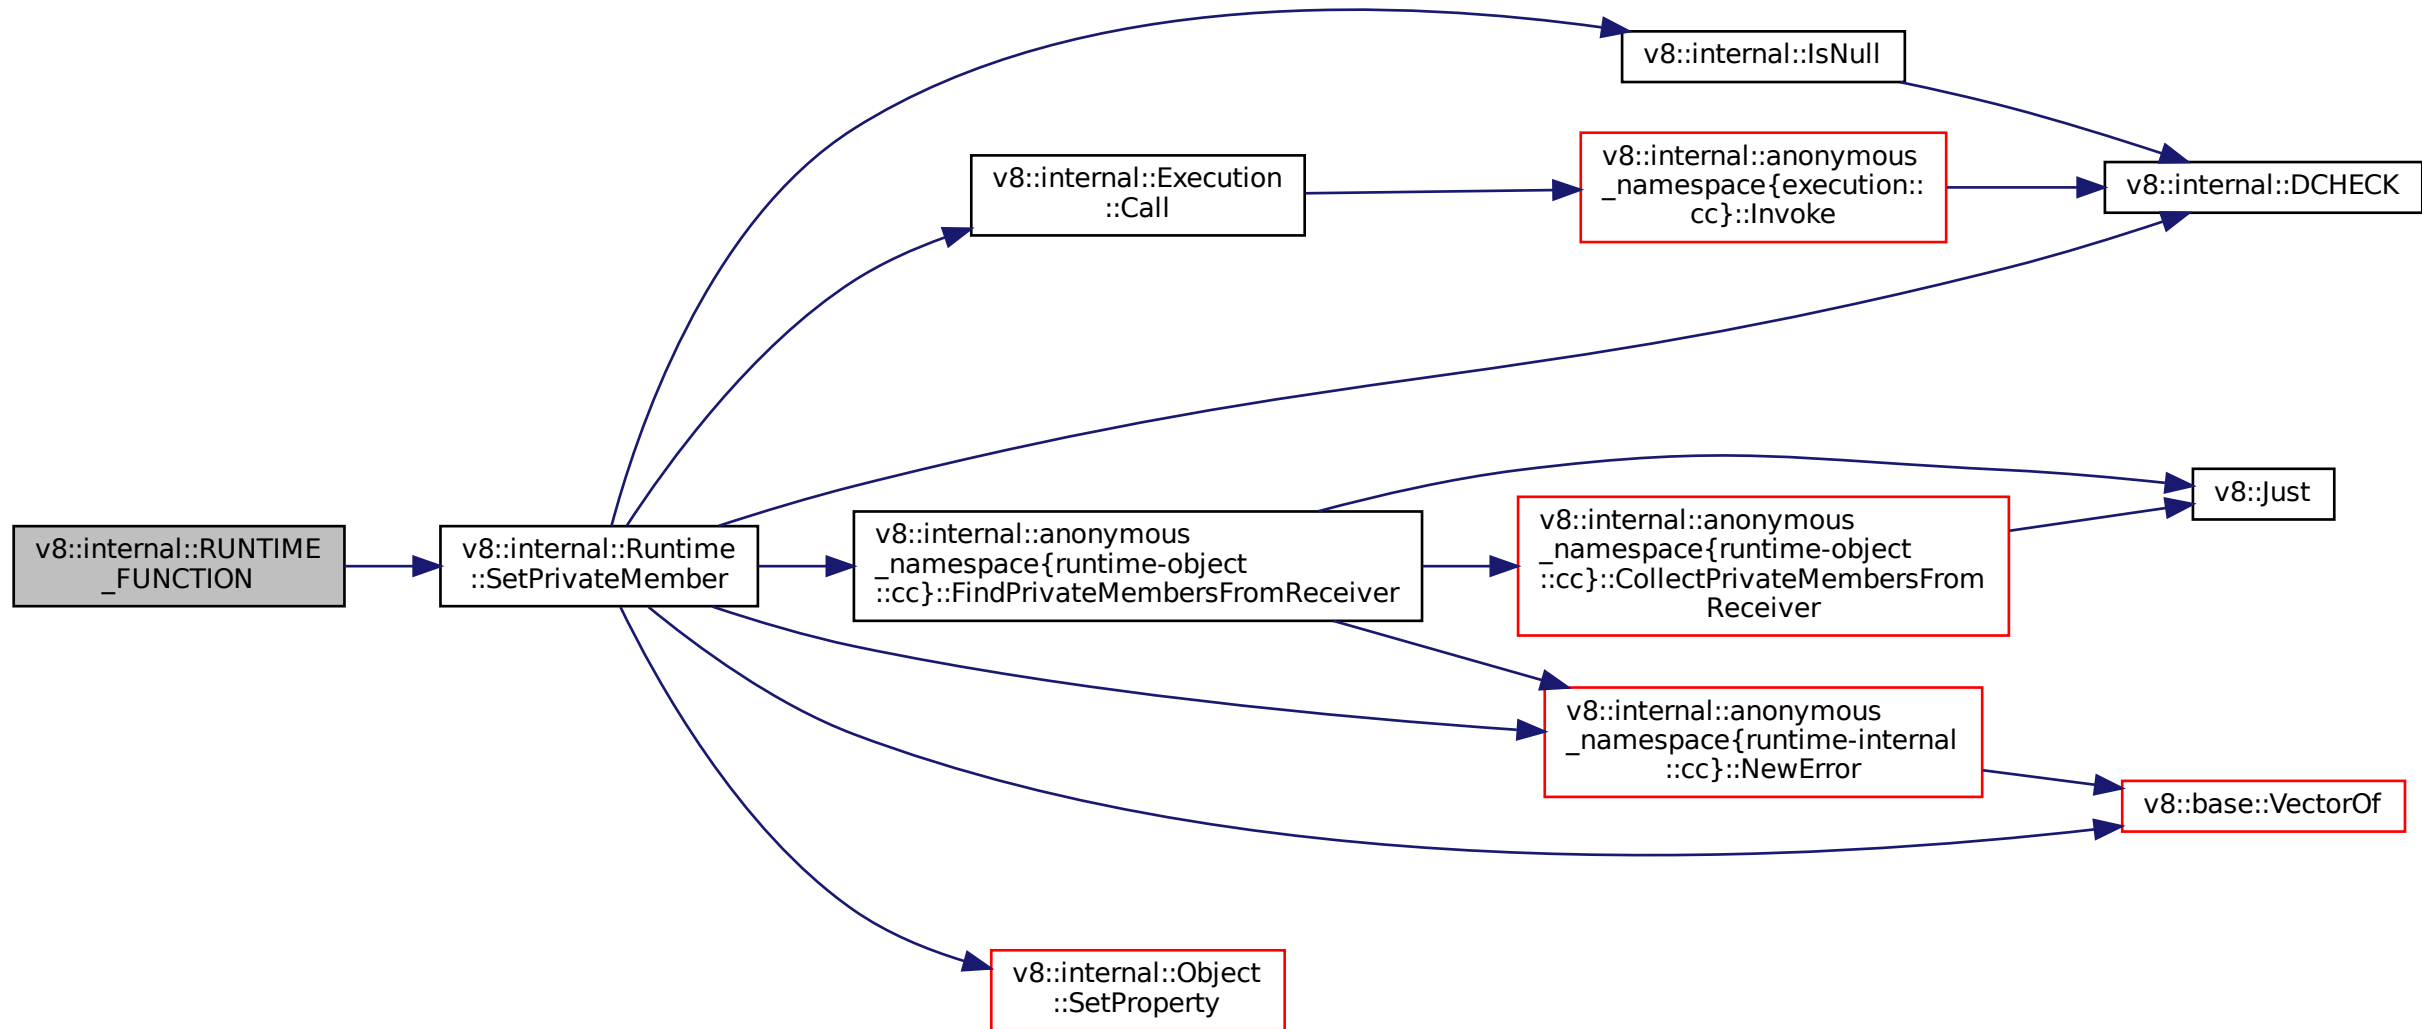 v8::internal::IsNull
v8::internal::Execution
::Call
v8::internal::anonymous
_namespace{execution::
cc}::Invoke
v8::internal::DCHECK
v8::internal::RUNTIME
_FUNCTION
v8::internal::Runtime
::SetPrivateMember
v8::internal::anonymous
_namespace{runtime-object
::cc}::FindPrivateMembersFromReceiver
v8::internal::anonymous
_namespace{runtime-object
::cc}::CollectPrivateMembersFrom
Receiver
v8::Just
v8::internal::anonymous
_namespace{runtime-internal
::cc}::NewError
v8::base::VectorOf
v8::internal::Object
::SetProperty